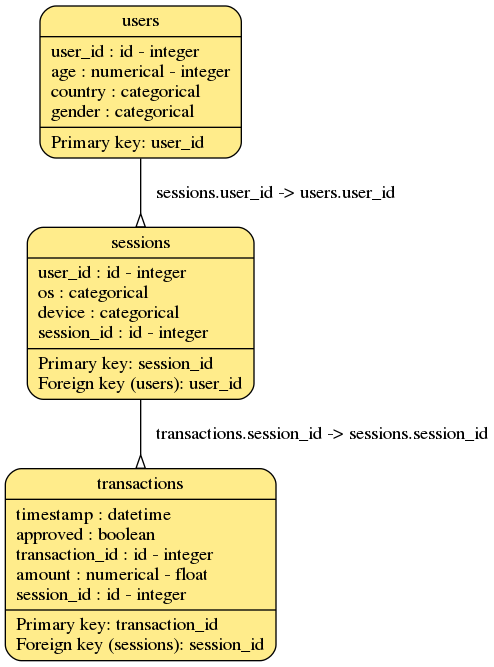 users
user_id : id - integer
age : numerical - integer
country : categorical
gender : categorical
Primary key: user_id
sessions.user_id -> users.user_id
sessions
user_id : id - integer
os : categorical
device : categorical
session_id : id - integer
Primary key: session_id
Foreign key (users): user_id
transactions.session_id -> sessions.session_id
transactions
timestamp : datetime
approved : boolean
transaction_id : id - integer
amount : numerical - float
session_id : id - integer
Primary key: transaction_id
Foreign key (sessions): session_id